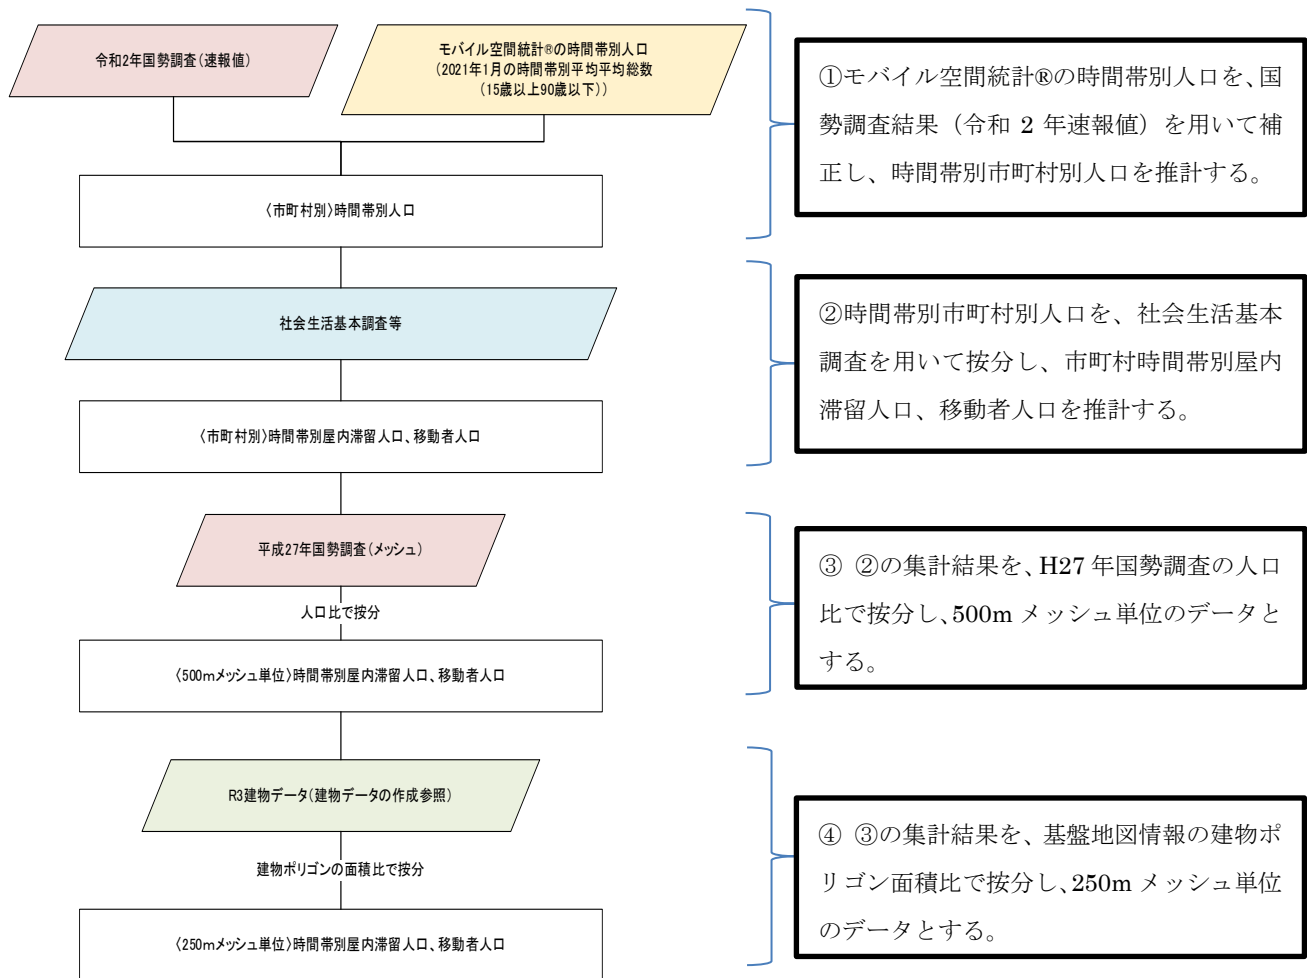 令和2年国勢調査(速報値)
モバイル空間統計®の時間帯別人口
(2021年1月の時間帯別平均平均総数
(15歳以上90歳以下))
〈市町村別〉時間帯別人口
①モバイル空間統計®の時間帯別人口を、国
勢調査結果（令和 2 年速報値）を用いて補
正し、時間帯別市町村別人口を推計する。
社会生活基本調査等
〈市町村別〉時間帯別屋内滞留人口、移動者人口
②時間帯別市町村別人口を、社会生活基本
調査を用いて按分し、市町村時間帯別屋内
滞留人口、移動者人口を推計する。
平成27年国勢調査(メッシュ)
人口比で按分
〈500mメッシュ単位〉時間帯別屋内滞留人口、移動者人口
③ ②の集計結果を、H27 年国勢調査の人口
比で按分し、500m メッシュ単位のデータと
する。
R3建物データ(建物データの作成参照)
建物ポリゴンの面積比で按分
〈250mメッシュ単位〉時間帯別屋内滞留人口、移動者人口
④ ③の集計結果を、基盤地図情報の建物ポ
リゴン面積比で按分し、250m メッシュ単位
のデータとする。